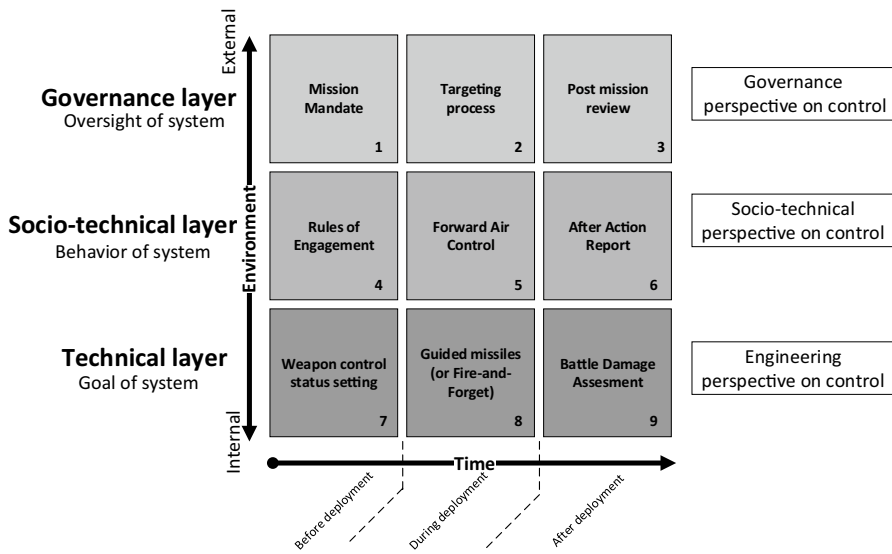 External
Governance layer
Oversight of system
Mission
Mandate
1
Targeting
process
2
Post mission
review
3
Governance
perspective on control
Environment
Socio-technical layer
Behavior of system
Rules of
Engagement
4
Forward Air
Control
5
After Action
Report
6
Socio-technical
perspective on control
Technical layer
Goal of system
Weapon control
status setting
7
Guided missiles
(or Fire-and-
Forget)
8
Battle Damage
Assesment
9
Engineering
perspective on control
Internal
Time
Before deployment
During deployment
After deployment